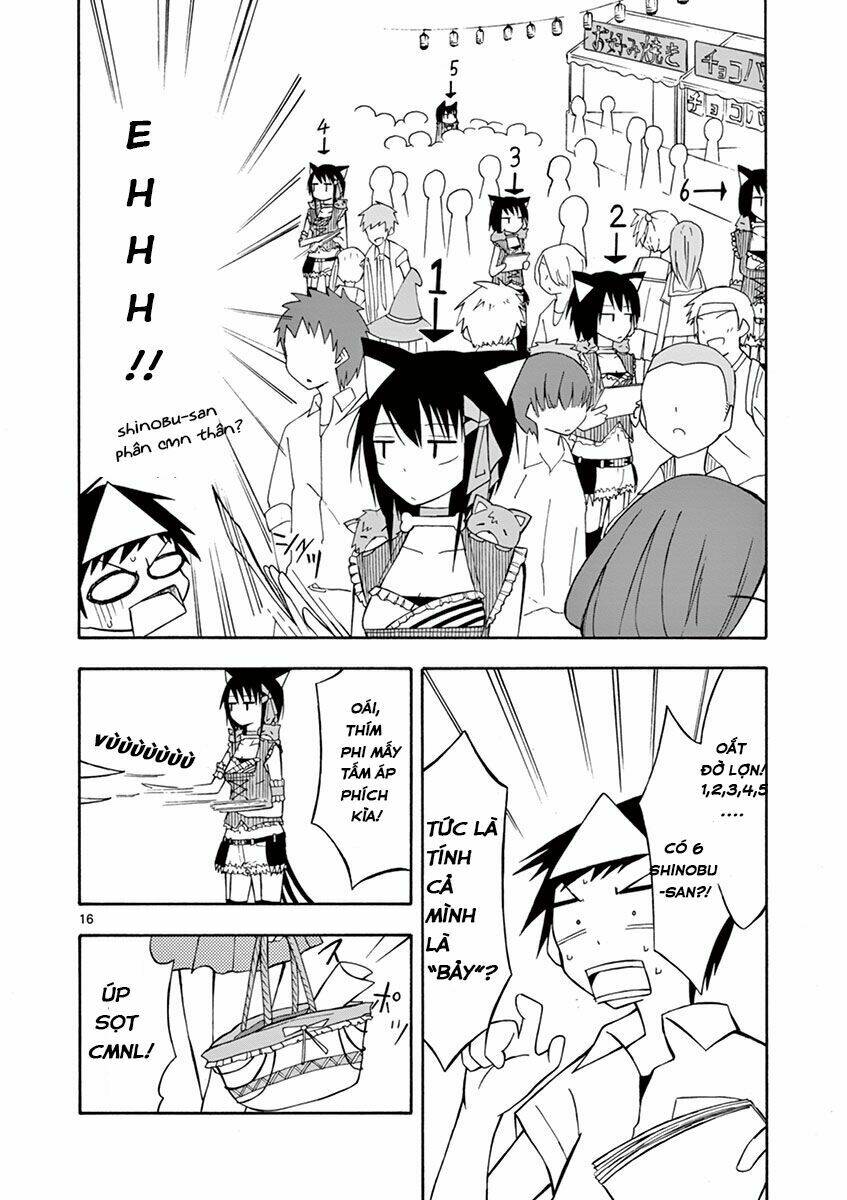 お好み焼き
チョコバ
チョコバ
5
4
3
6
2
1
EHHH!!
SHINOBU-SAN
PHÂN CMN THÂN?
OẮT
ĐỜ LỢN!
1,2,3,4,5
....
CÓ 6
SHINOBU
-SAN?!
TỨC LÀ
TÍNH
CẢ
MÌNH
LÀ
"BẢY"?
OÁI,
THÍM
PHI MẤY
TẤM ÁP
PHÍCH
KÌA!
VÙÙÙÙÙÙÙ
16
ÚP
SỌT
CMNL!